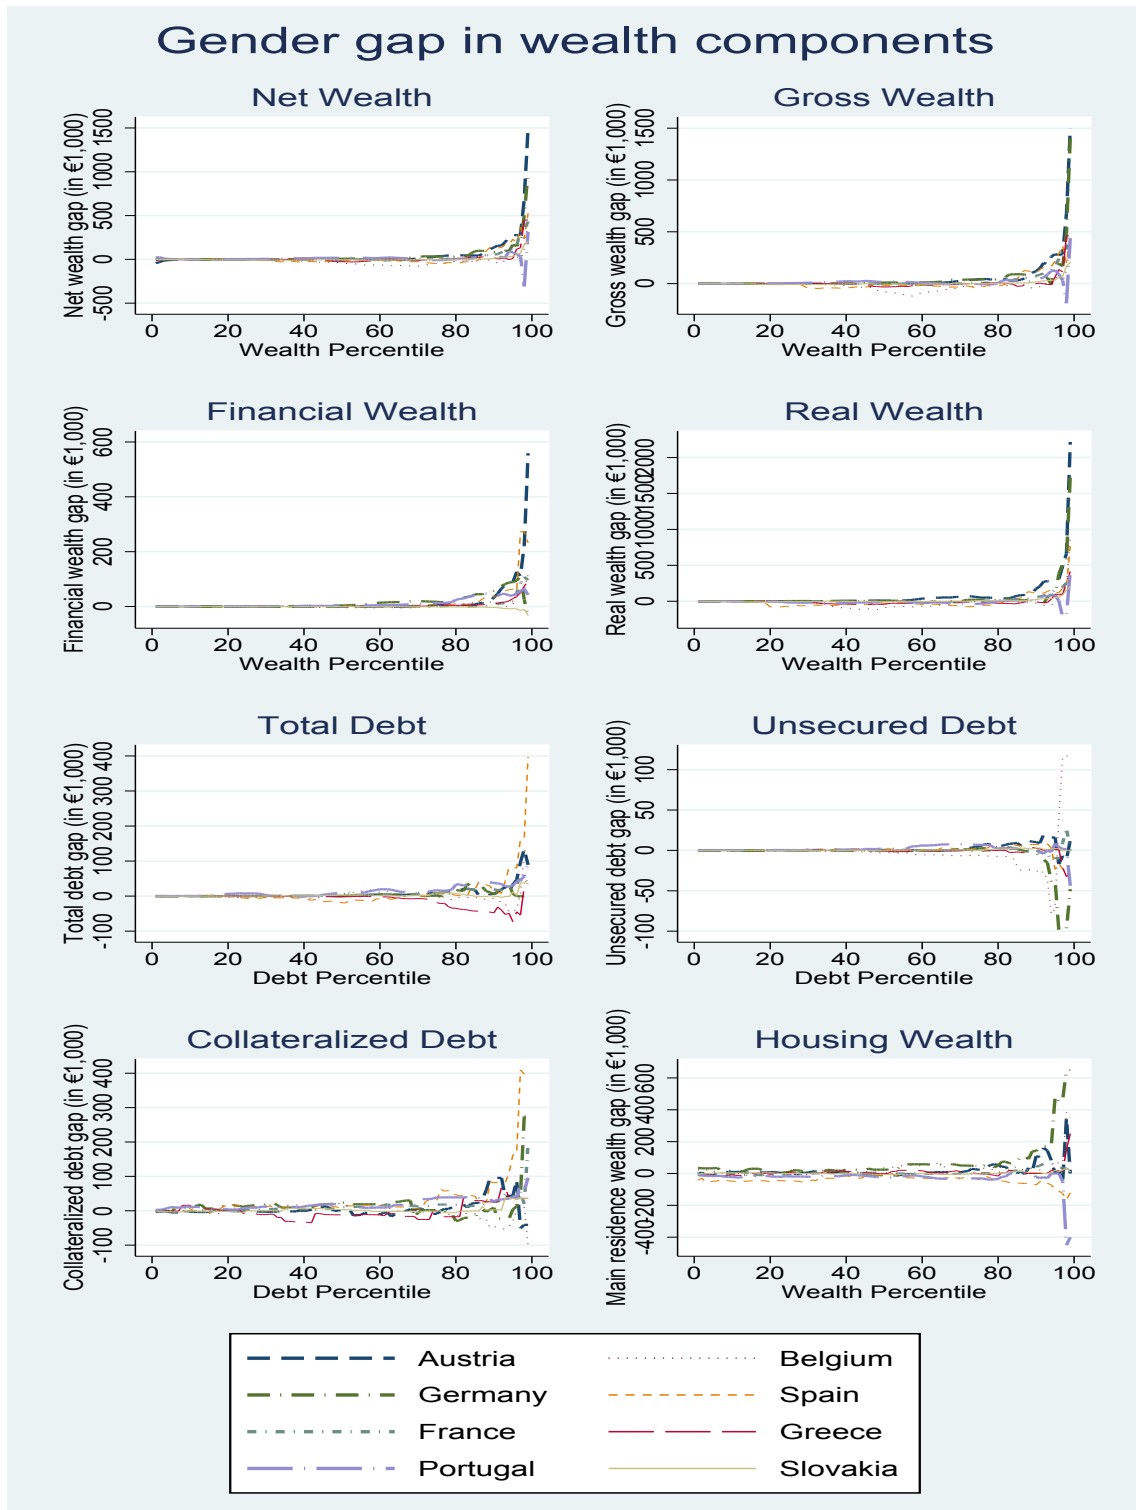 Gender gap in wealth components
Net Wealth
Net wealth gap (in €1,000)
-500 0 500 1000 1500
0 20 40 60 80 100
Wealth Percentile
Gross Wealth
Gross wealth gap (in €1,000)
0 500 1000 1500
0 20 40 60 80 100
Wealth Percentile
Financial Wealth
Financial wealth gap (in €1,000)
0 200 400 600
0 20 40 60 80 100
Wealth Percentile
Real Wealth
Real wealth gap (in €1,000)
0 500 1000 1500 2000
0 20 40 60 80 100
Wealth Percentile
Total Debt
Total debt gap (in €1,000)
-100 0 100 200 300 400
0 20 40 60 80 100
Debt Percentile
Unsecured Debt
Unsecured debt gap (in €1,000)
-100 -50 0 50 100
0 20 40 60 80 100
Debt Percentile
Collateralized Debt
Collateralized debt gap (in €1,000)
-100 0 100 200 300 400
0 20 40 60 80 100
Debt Percentile
Housing Wealth
Main residence wealth gap (in €1,000)
-400 -200 0 200 400 600
0 20 40 60 80 100
Wealth Percentile
Austria Belgium
Germany Spain
France Greece
Portugal Slovakia